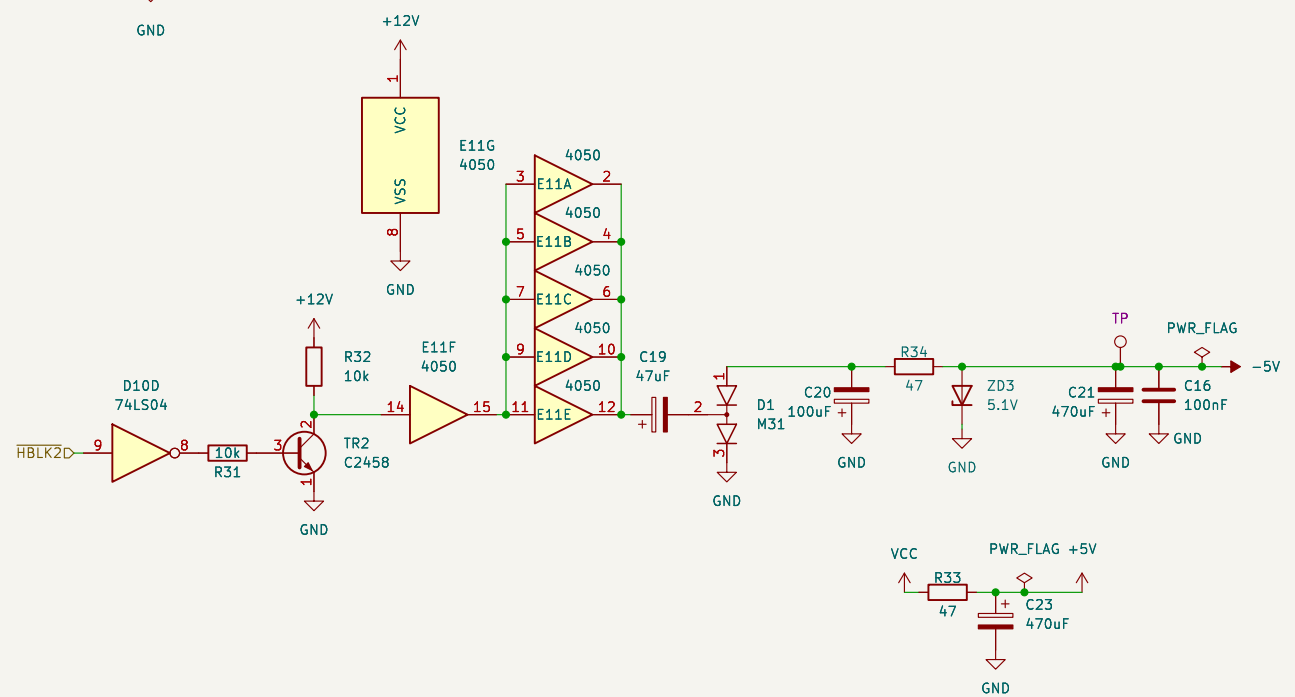 GND
+12V
1
VCC
VSS
8
E11G
4050
GND
4050
3
E11A
2
4050
5
E11B
4
4050
7
E11C
6
4050
9
E11D
10
4050
11
E11E
12
+12V
R32
10k
E11F
4050
14
15
D10D
74LS04
HBLK2
9
8
10k
R31
3
2
1
TR2
C2458
GND
C19
47uF
+
2
1
3
D1
M31
GND
C20
100uF
+
GND
R34
47
ZD3
5.1V
GND
TP
PWR_FLAG
-5V
C21
470uF
+
GND
C16
100nF
GND
VCC
PWR_FLAG
+5V
R33
47
+
C23
470uF
GND